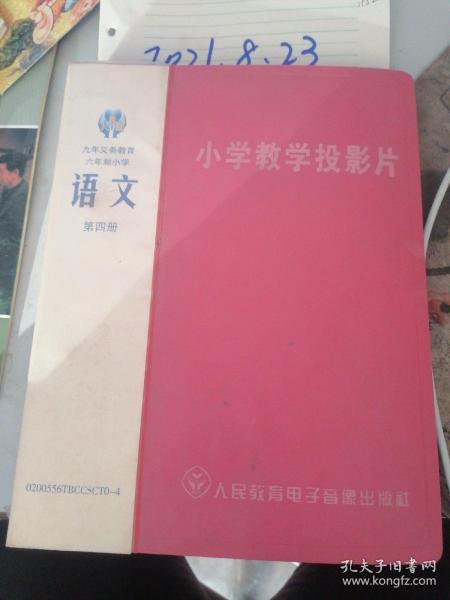 2021.8.23
九年义务教育
六年制小学
语文
第四册
小学教学投影片
0200556TBCCSCT0-4
人民教育电子音像出版社
孔夫子旧书网
www.kongfz.com